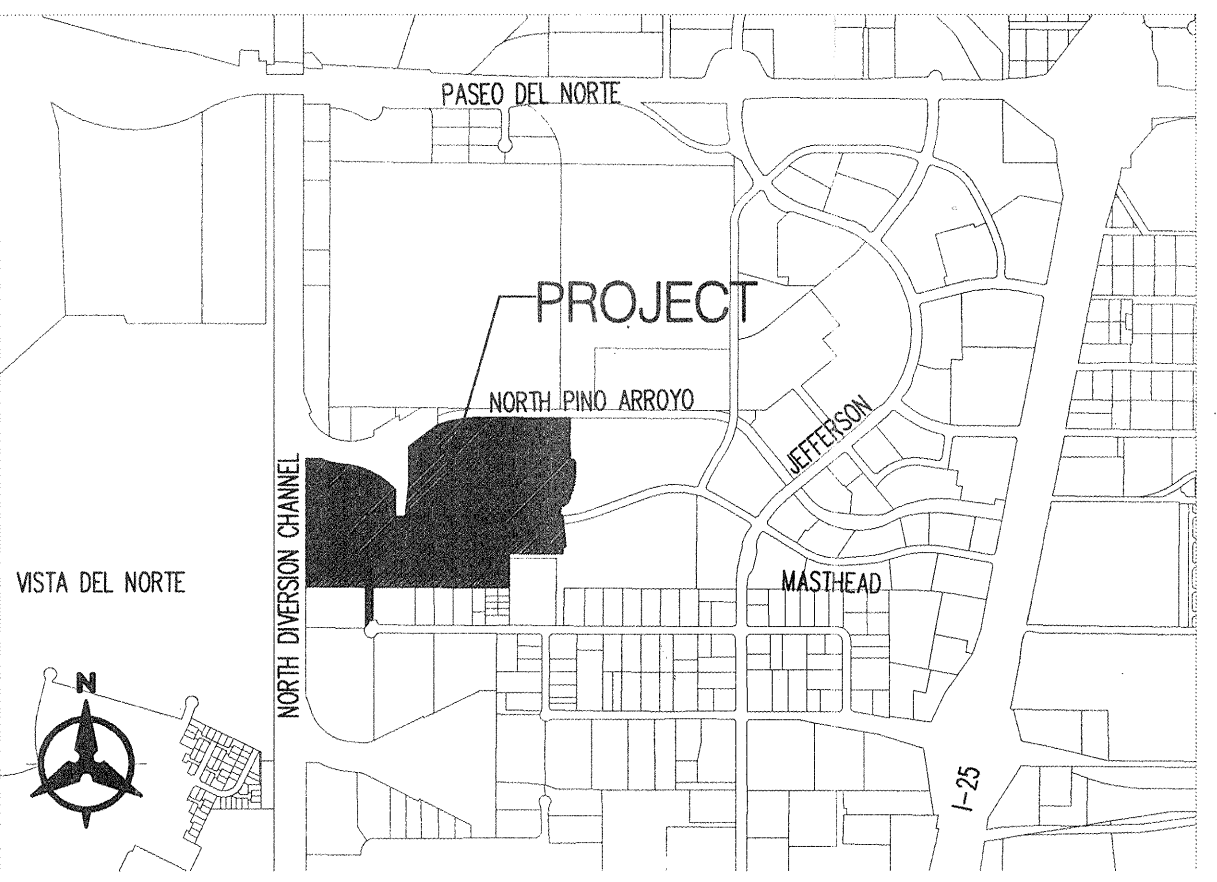 PASEO DEL NORTE
PROJECT
NORTH PINO ARROYO
JEFFERSON
NORTH DIVERSION CHANNEL
VISTA DEL NORTE
MASTHEAD
N
I-25